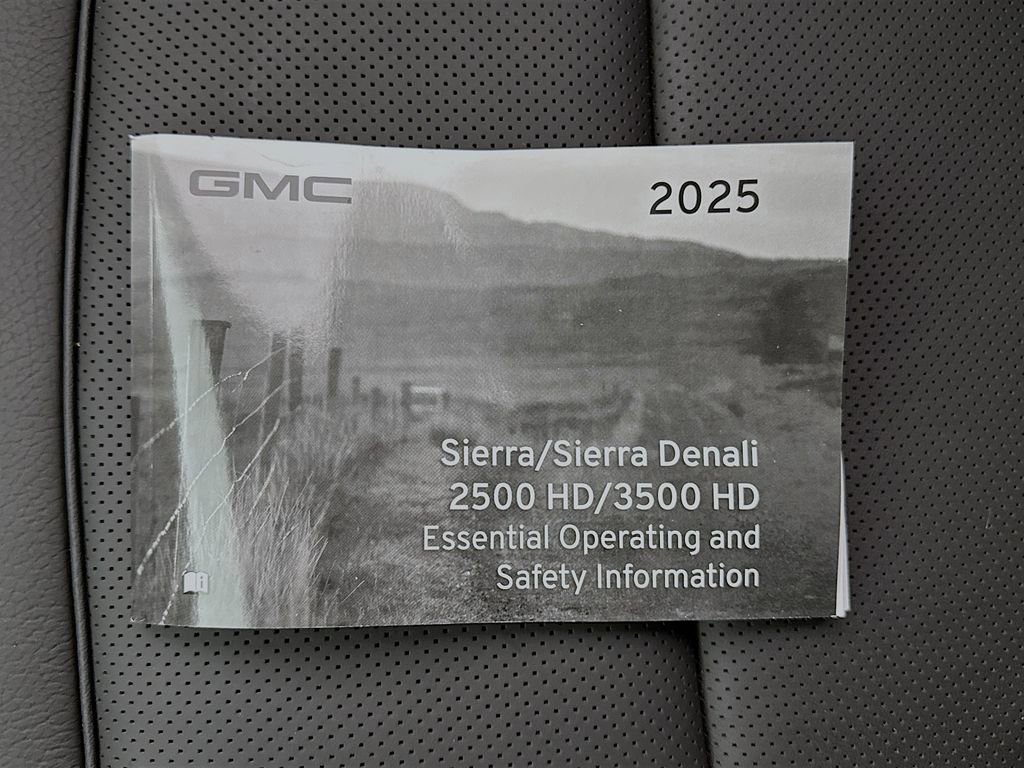 GMC
2025
Sierra/Sierra Denali
2500 HD/3500 HD
Essential Operating and
Safety Information